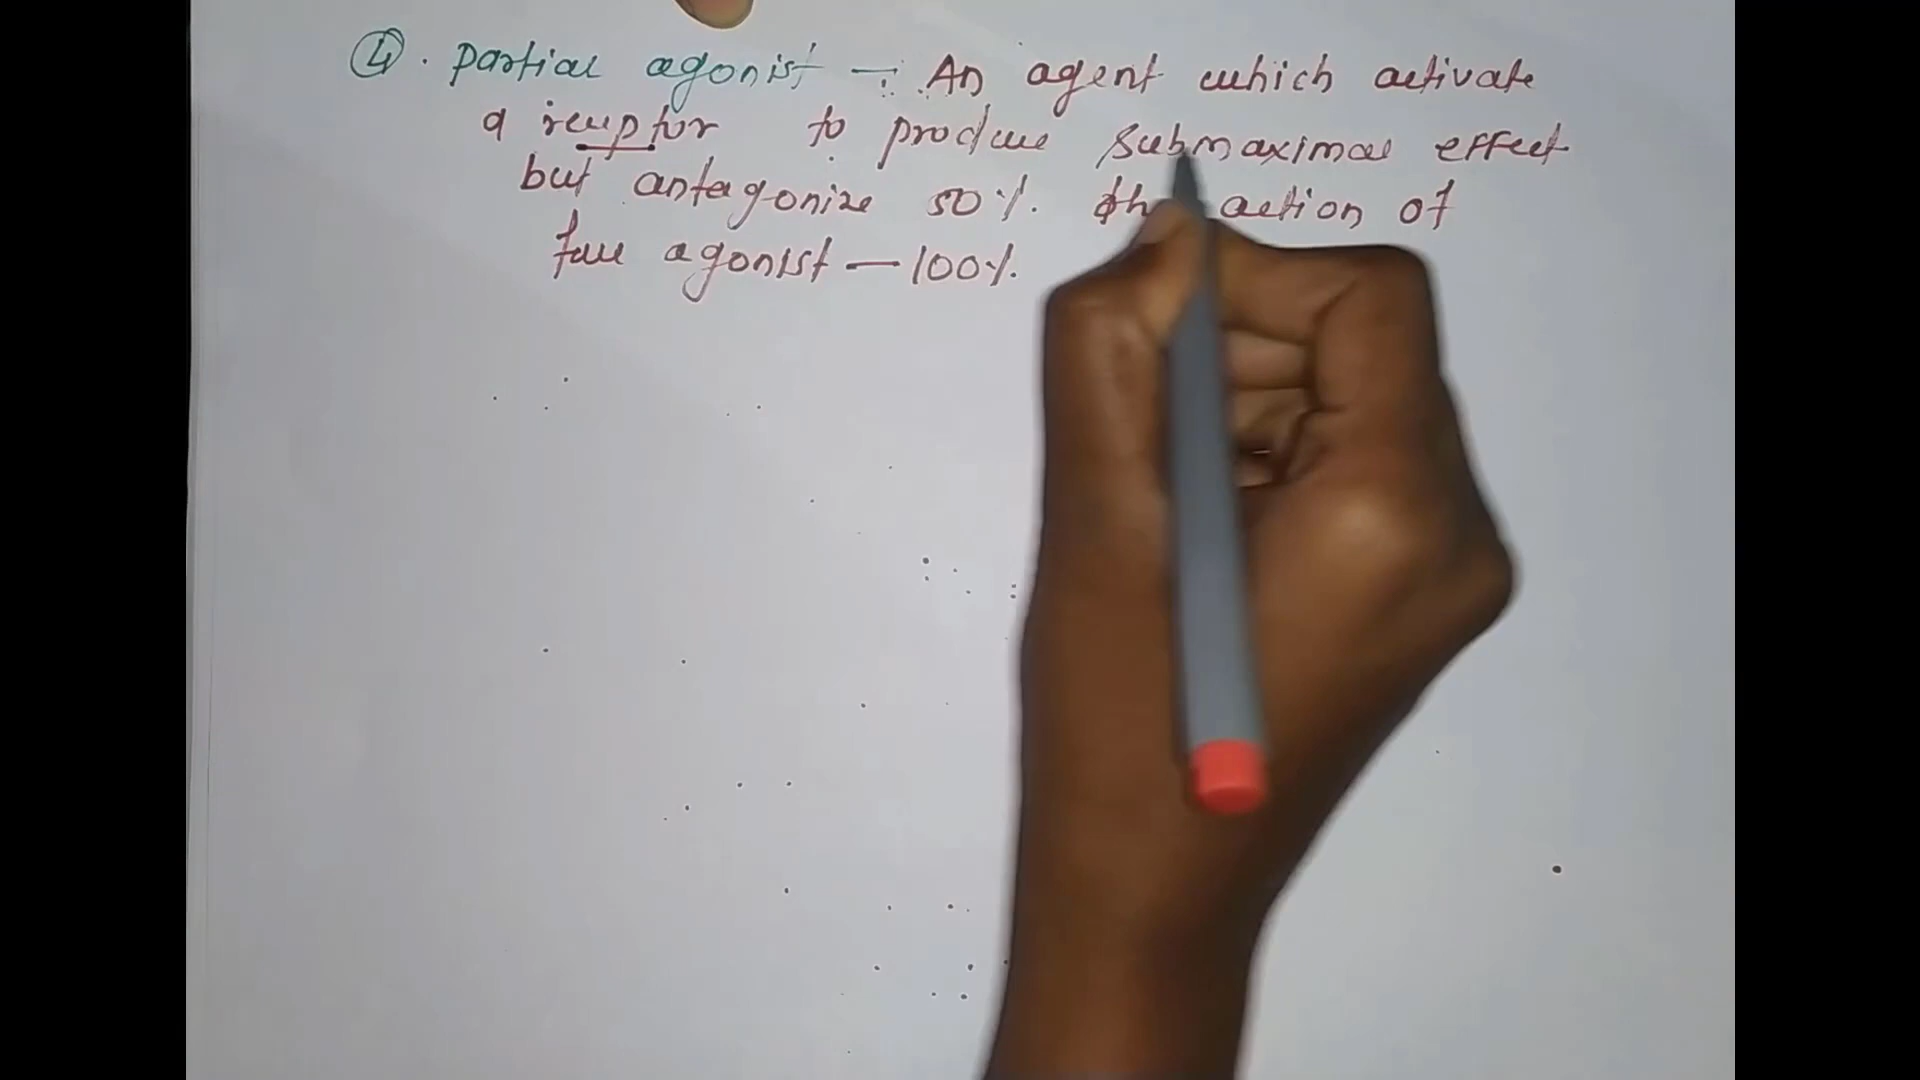 ④. Partial agonist - : An agent which activate
a receptor to produce submaximal effect
but antagonize 50%. the action of
full agonist — 100%.